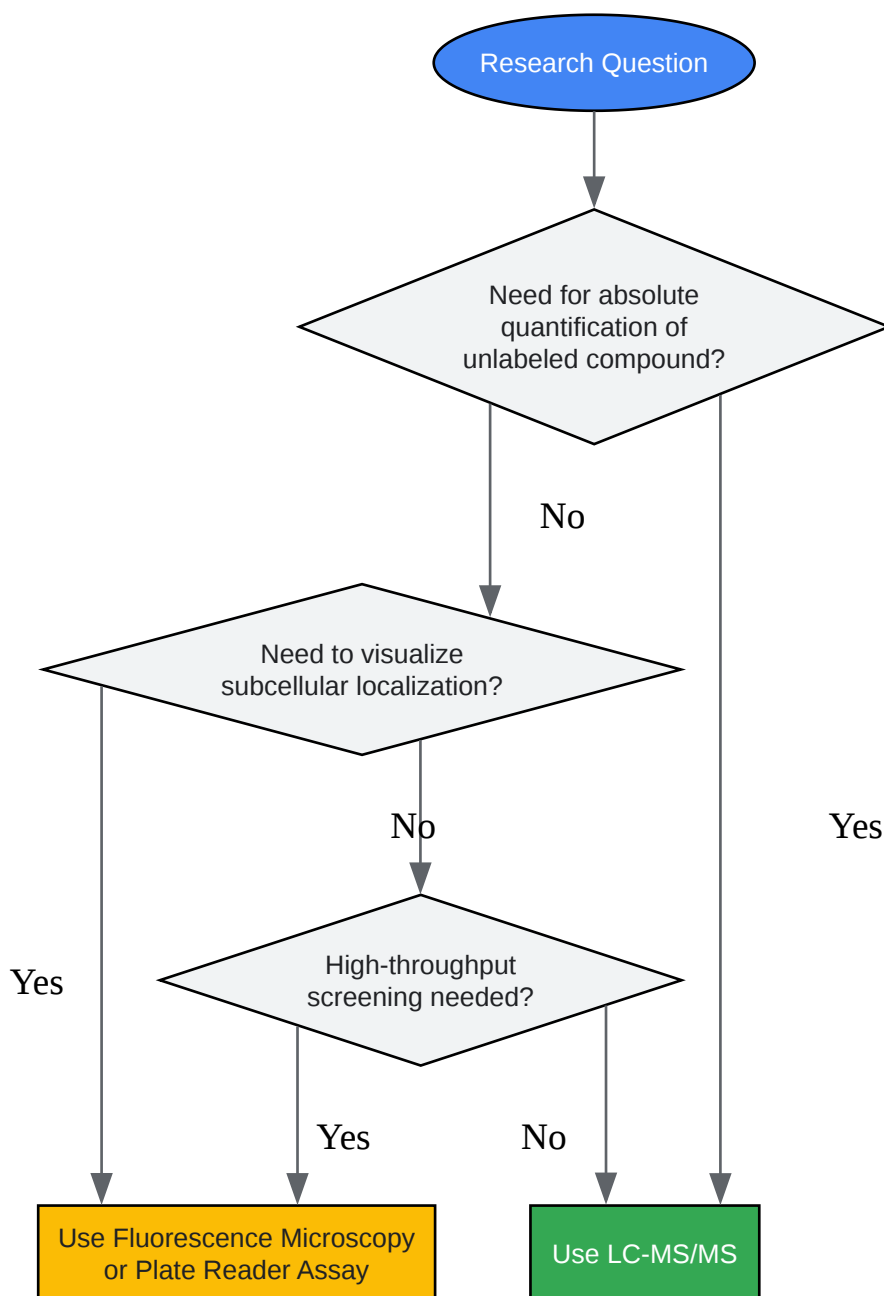 Research Question
Need for absolute
quantification of
unlabeled compound?
No
Need to visualize
subcellular localization?
No
Yes
High-throughput
screening needed?
Yes
Yes
No
Use Fluorescence Microscopy
or Plate Reader Assay
Use LC-MS/MS